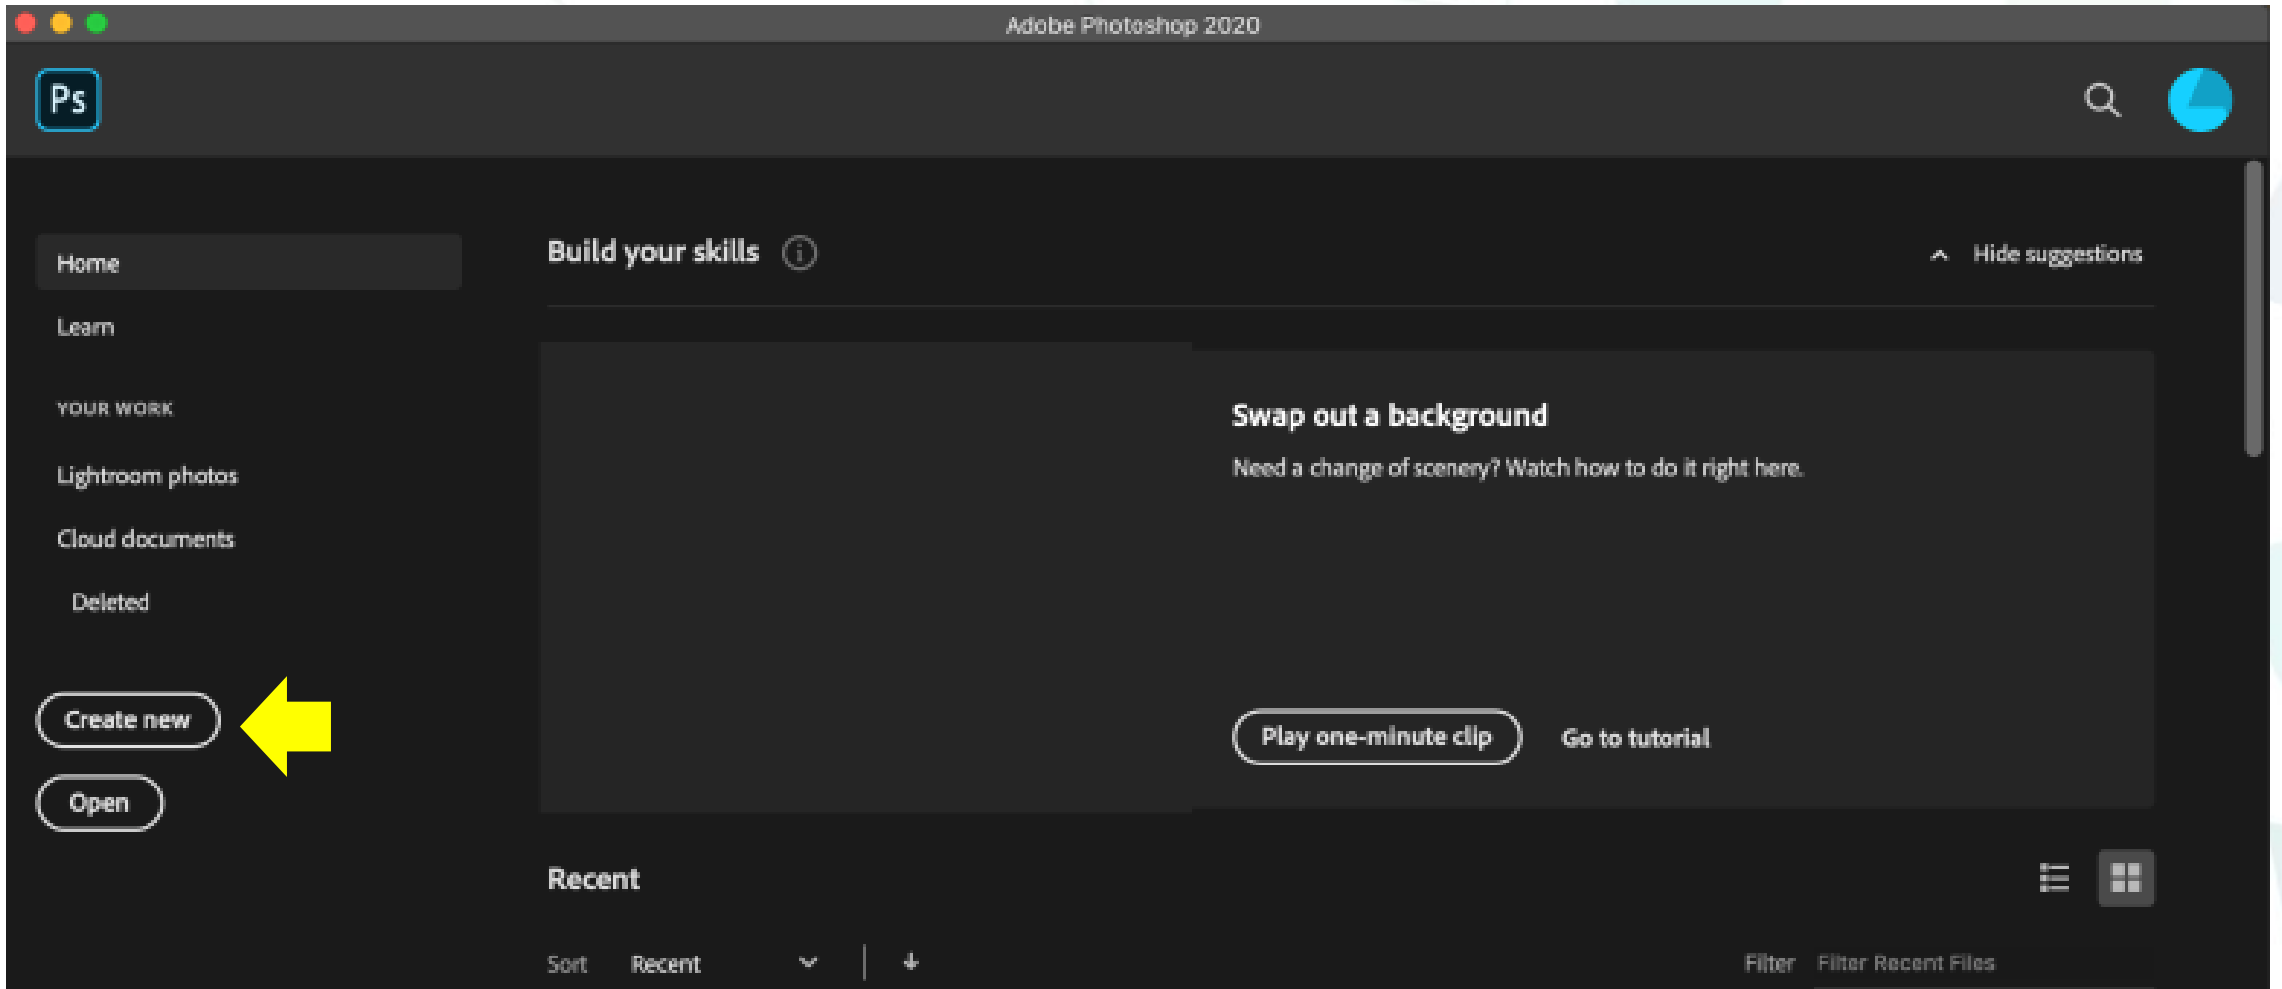 Adobe Photoshop 2020
Ps
Home
Learn
YOUR WORK
Lightroom photos
Cloud documents
Deleted
Create new
Open
Build your skills
Hide suggestions
Swap out a background
Need a change of scenery? Watch how to do it right here.
Play one-minute clip Go to tutorial
Recent
Sort Recent
Filter Filter Recent Files